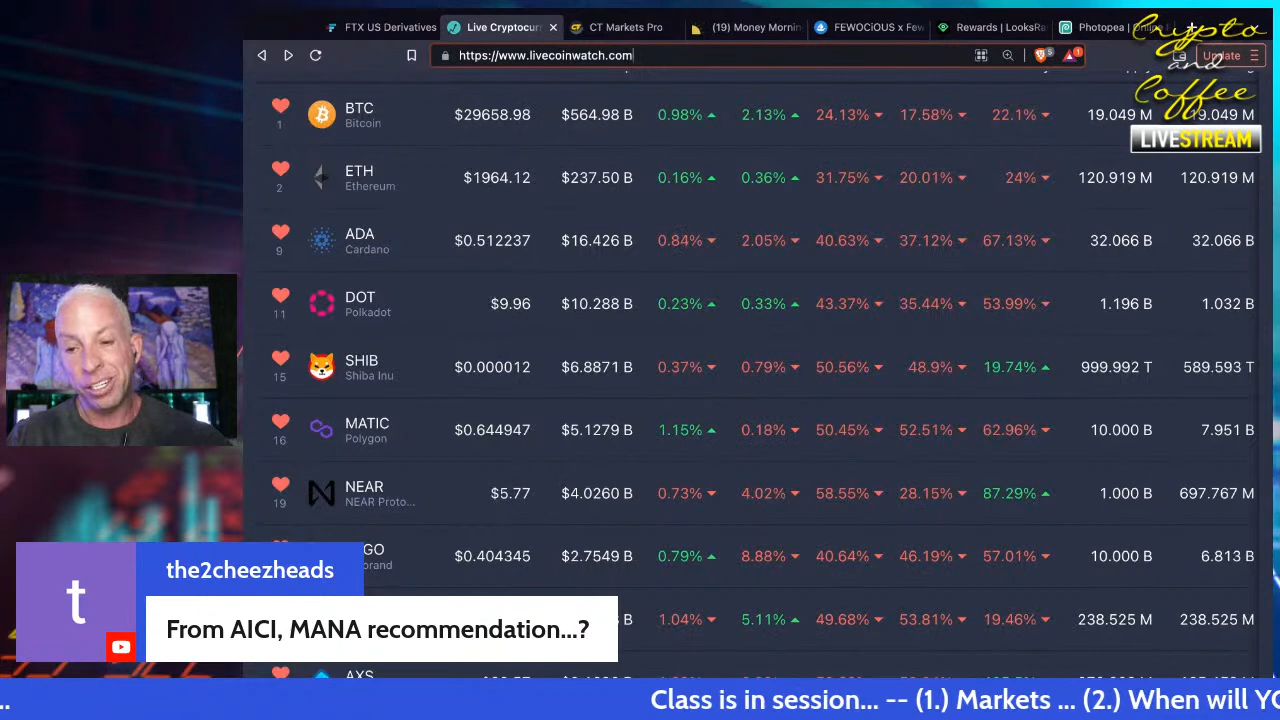 FTX US Derivatives
Live Cryptocurr
CT Markets Pro
(19) Money Mornin
FEWOCiOUS x Few
Rewards | LooksRa
Photopea |
Crypto
and
Coffee
LIVESTREAM
https://www.livecoinwatch.com
5
1
Update
BTC
Bitcoin
1
$29658.98 $564.98 B 0.98% 2.13% 24.13% 17.58% 22.1% 19.049 M 19.049 M
ETH
Ethereum
2
$1964.12 $237.50 B 0.16% 0.36% 31.75% 20.01% 24% 120.919 M 120.919 M
ADA
Cardano
9
$0.512237 $16.426 B 0.84% 2.05% 40.63% 37.12% 67.13% 32.066 B 32.066 B
DOT
Polkadot
11
$9.96 $10.288 B 0.23% 0.33% 43.37% 35.44% 53.99% 1.196 B 1.032 B
SHIB
Shiba Inu
15
$0.000012 $6.8871 B 0.37% 0.79% 50.56% 48.9% 19.74% 999.992 T 589.593 T
MATIC
Polygon
16
$0.644947 $5.1279 B 1.15% 0.18% 50.45% 52.51% 62.96% 10.000 B 7.951 B
NEAR
NEAR Proto...
19
$5.77 $4.0260 B 0.73% 4.02% 58.55% 28.15% 87.29% 1.000 B 697.767 M
GO
orand
$0.404345 $2.7549 B 0.79% 8.88% 40.64% 46.19% 57.01% 10.000 B 6.813 B
B 1.04% 5.11% 49.68% 53.81% 19.46% 238.525 M 238.525 M
AXS
t
the2cheezheads
From AICI, MANA recommendation...?
.. Class is in session... -- (1.) Markets ... (2.) When will YO